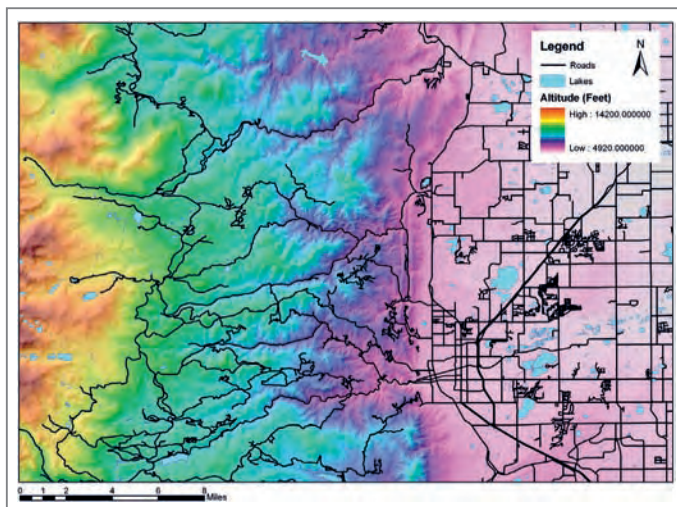 Legend
N
Roads
Lakes
Altitude (Feet)
High : 14200.000000
Low : 4920.000000
0 1 2 4 6 8
Miles